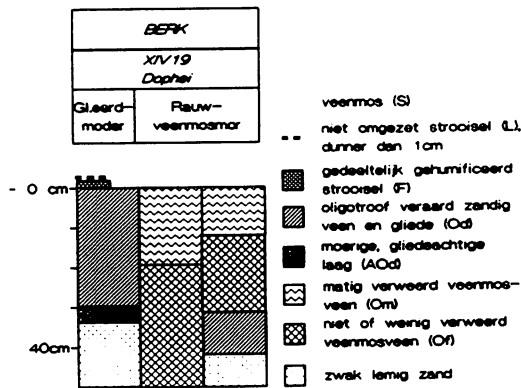 BERK
XIV19
Dophei
Gleerd-
moder
Rauw-
veenmosmor
- 0 cm
40cm
veenmos (S)
niet omgezet strooisel (L),
dunner dan 1cm
gedeeltelijk gehumificeerd
strooisel (F)
oligotroof veraard zandig
veen en gliede (Od)
moerige, gliedeachtige
laag (AOd)
matig verweerd veenmos-
veen (Om)
niet of weinig verweerd
veenmosveen (Of)
zwak lemig zand